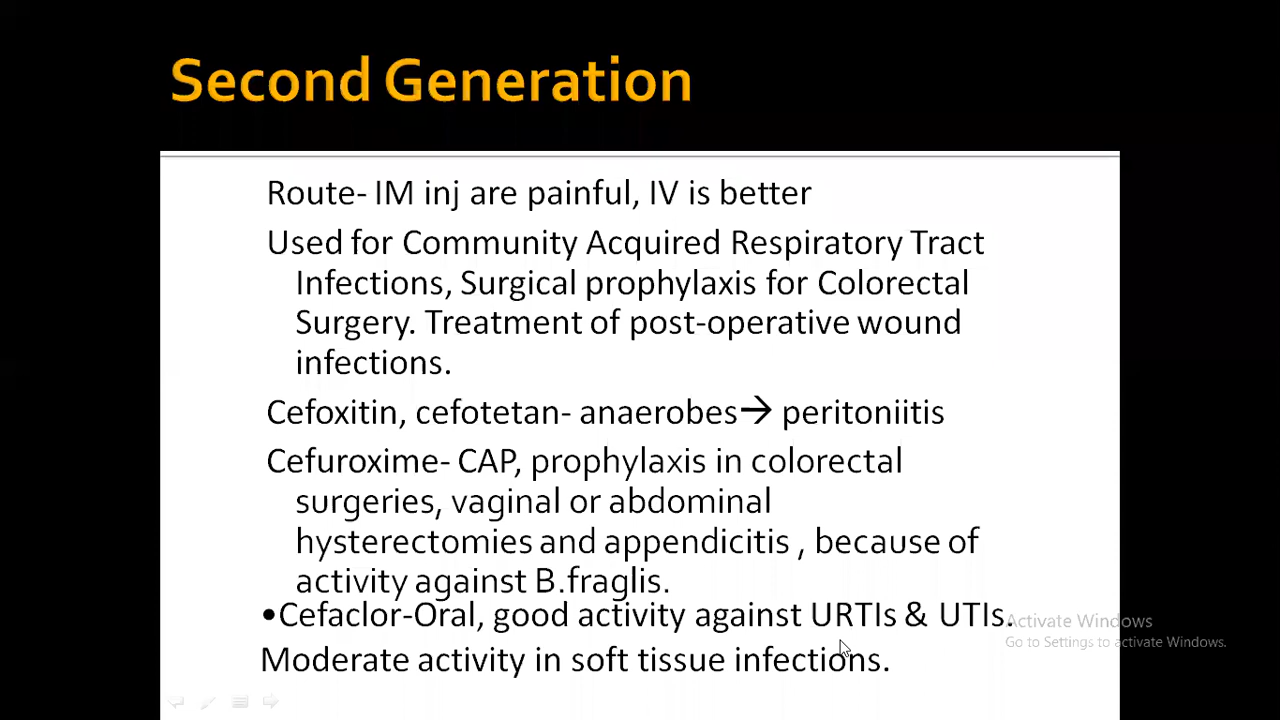 Second Generation
Route- IM inj are painful, IV is better
Used for Community Acquired Respiratory Tract
Infections, Surgical prophylaxis for Colorectal
Surgery. Treatment of post-operative wound
infections.
Cefoxitin, cefotetan- anaerobes→ peritoniitis
Cefuroxime- CAP, prophylaxis in colorectal
surgeries, vaginal or abdominal
hysterectomies and appendicitis , because of
activity against B.fraglis.
•Cefaclor-Oral, good activity against URTIs & UTIs.
Moderate activity in soft tissue infections.
Activate Windows
Go to Settings to activate Windows.